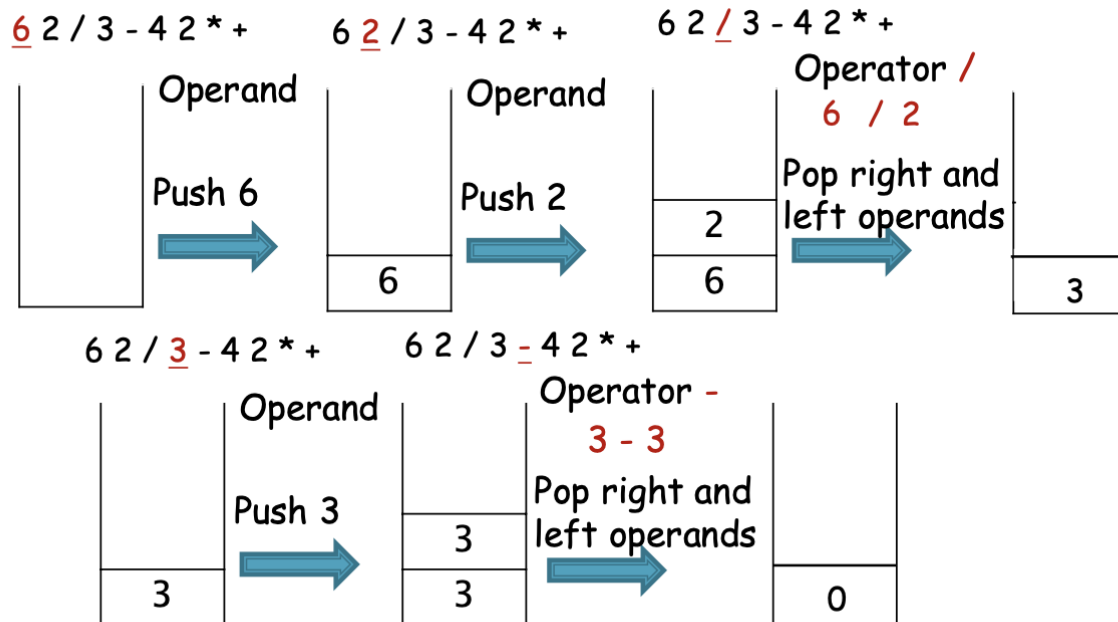 6 2 / 3 - 4 2 * +
Operand
Push 6
6 2 / 3 - 4 2 * +
Operand
Push 2
6
6 2 / 3 - 4 2 * +
Operator /
6 / 2
Pop right and
left operands
2
6
3
6 2 / 3 - 4 2 * +
Operand
Push 3
3
6 2 / 3 - 4 2 * +
Operator -
3 - 3
Pop right and
left operands
3
3
0